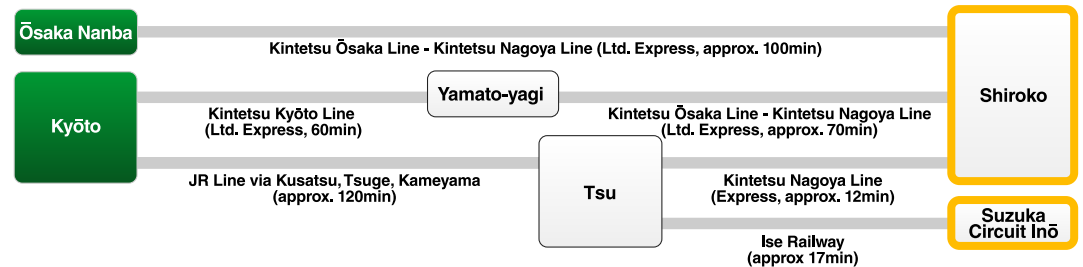 Ōsaka Nanba
Kintetsu Ōsaka Line - Kintetsu Nagoya Line (Ltd. Express, approx. 100min)
Kyōto
Kintetsu Kyōto Line
(Ltd. Express, 60min)
Yamato-yagi
Kintetsu Ōsaka Line - Kintetsu Nagoya Line
(Ltd. Express, approx. 70min)
Shiroko
JR Line via Kusatsu, Tsuge, Kameyama
(approx. 120min)
Tsu
Kintetsu Nagoya Line
(Express, approx. 12min)
Ise Railway
(approx 17min)
Suzuka
Circuit Inō